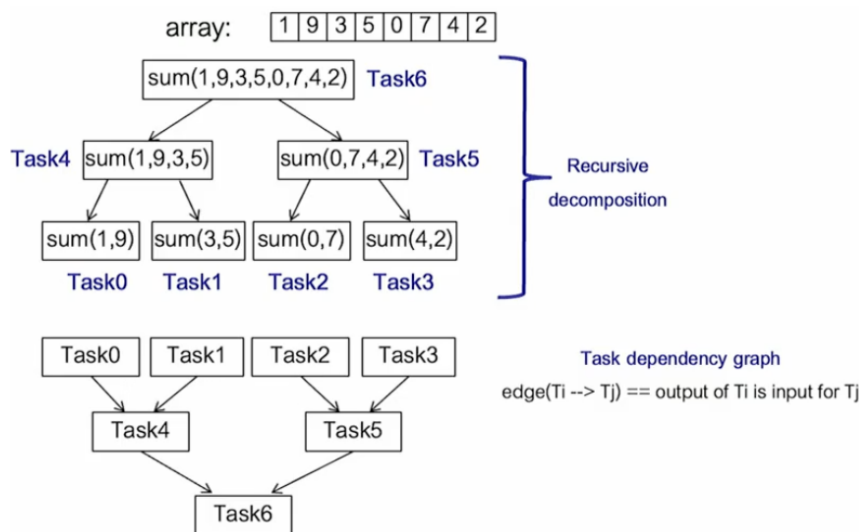 array: 1 9 3 5 0 7 4 2
sum(1,9,3,5,0,7,4,2) Task6
Task4 sum(1,9,3,5) sum(0,7,4,2) Task5
Recursive
decomposition
sum(1,9) sum(3,5) sum(0,7) sum(4,2)
Task0 Task1 Task2 Task3
Task0 Task1 Task2 Task3
Task dependency graph
edge(Ti --> Tj) == output of Ti is input for Tj
Task4 Task5
Task6